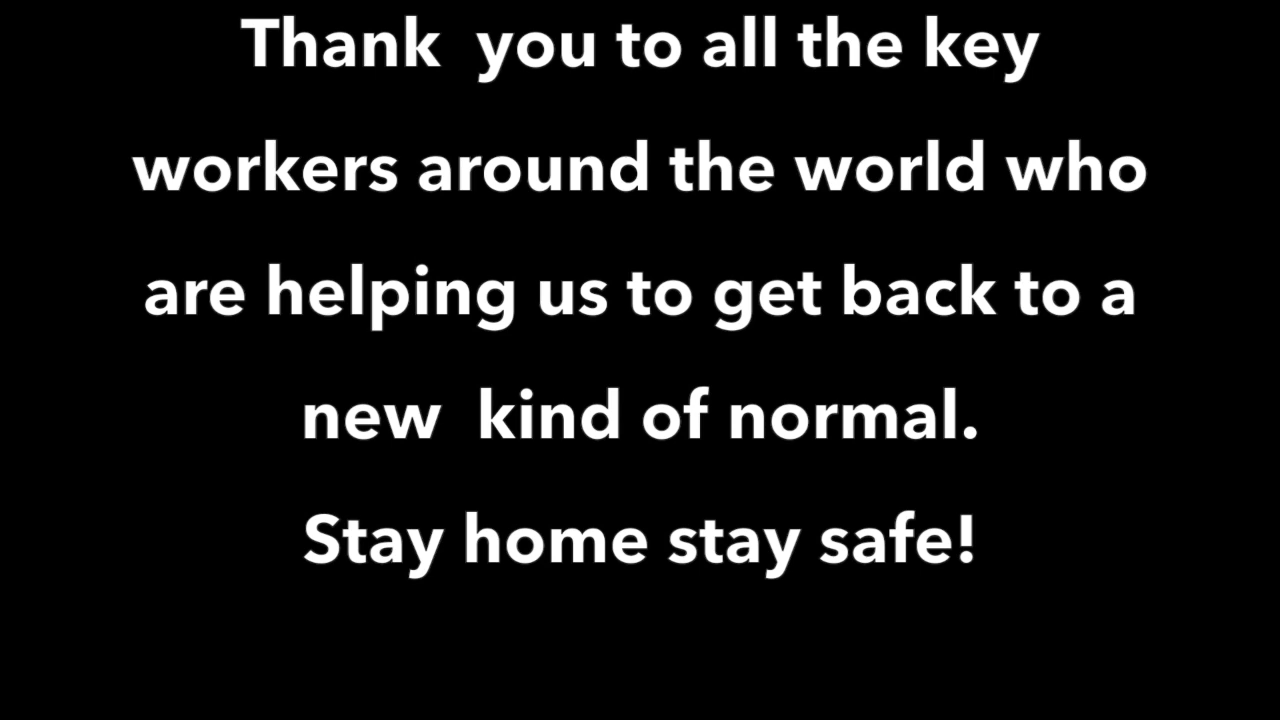 Thank  you to all the key
workers around the world who
are helping us to get back to a
new  kind of normal.
Stay home stay safe!